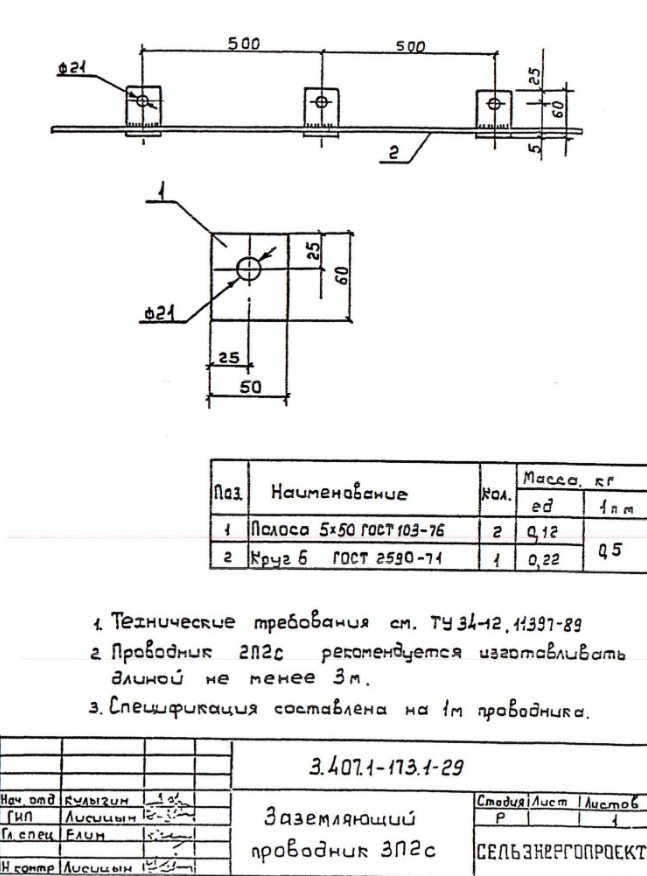 500 500
ф21
25
60
5
2
1
25
60
ф21
25
50
Поз. Наименование Кол. Масса, кг
ед 1 п м
1 Полоса 5×50 ГОСТ 103-76 2 0,12
0,5
2 Круг 6 ГОСТ 2590-71 1 0,22
1. Технические требования см. ТУ 34-12.11397-89
2 Проводник 2П2с рекомендуется изготавливать
длиной не менее 3м.
3. Спецификация составлена на 1м проводника.
3.407.1-173.1-29
Нач. отд Кулыгин
ГИП Лисицын
Гл. спец Елин
Н контр Лисицын
Заземляющий
проводник ЗП2с
Стадия Лист Листов
Р 1
СЕЛЬЭНЕРГОПРОЕКТ